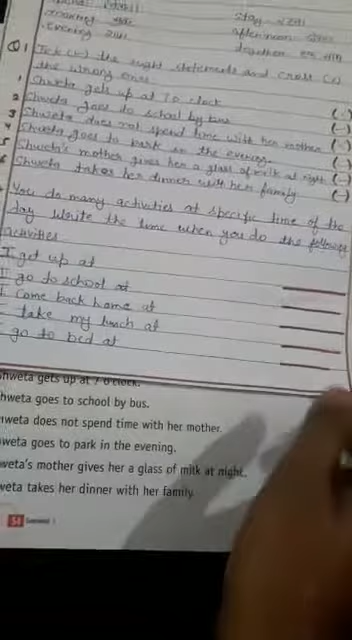 morning
Stay
evening
afternoon
together
Q 1 Tick (✓) the right statements and cross (x)
the wrong ones.
1 Shweta gets up at 7 o clock (-)
2 Shweta goes to school by bus (-)
3 Shweta does not spend time with her mother (-)
4 Shweta goes to park in the evening. (-)
5 Shweta's mother gives her a glass of milk at night (-)
6 Shweta takes her dinner with her family (-)
You do many activities at specific time of the
day write the time when you do the following
activities
I get up at
I go to school at
I come back home at
I take my lunch at
go to bed at
hweta gets up at 7 o'clock.
hweta goes to school by bus.
weta does not spend time with her mother.
weta goes to park in the evening.
weta's mother gives her a glass of milk at night.
veta takes her dinner with her family
54